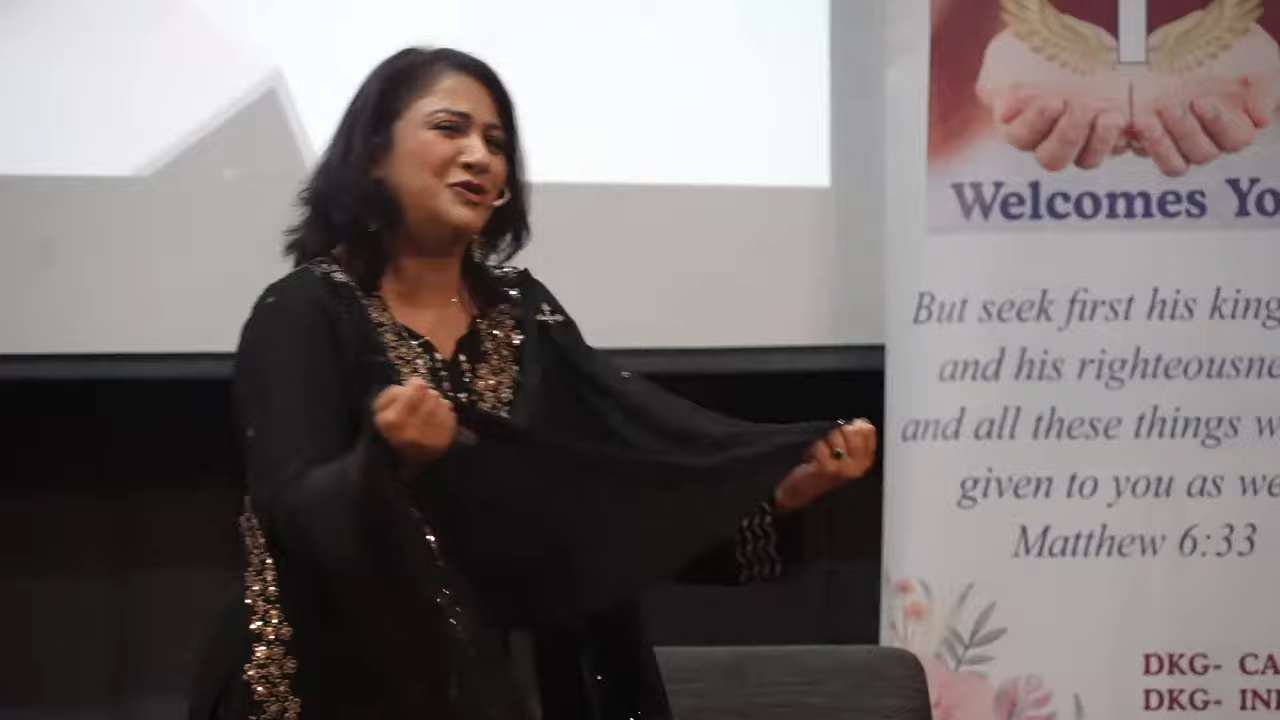 Welcomes Yo
But seek first his king
and his righteousne
and all these things w
given to you as we
Matthew 6:33
DKG- CA
DKG- IN